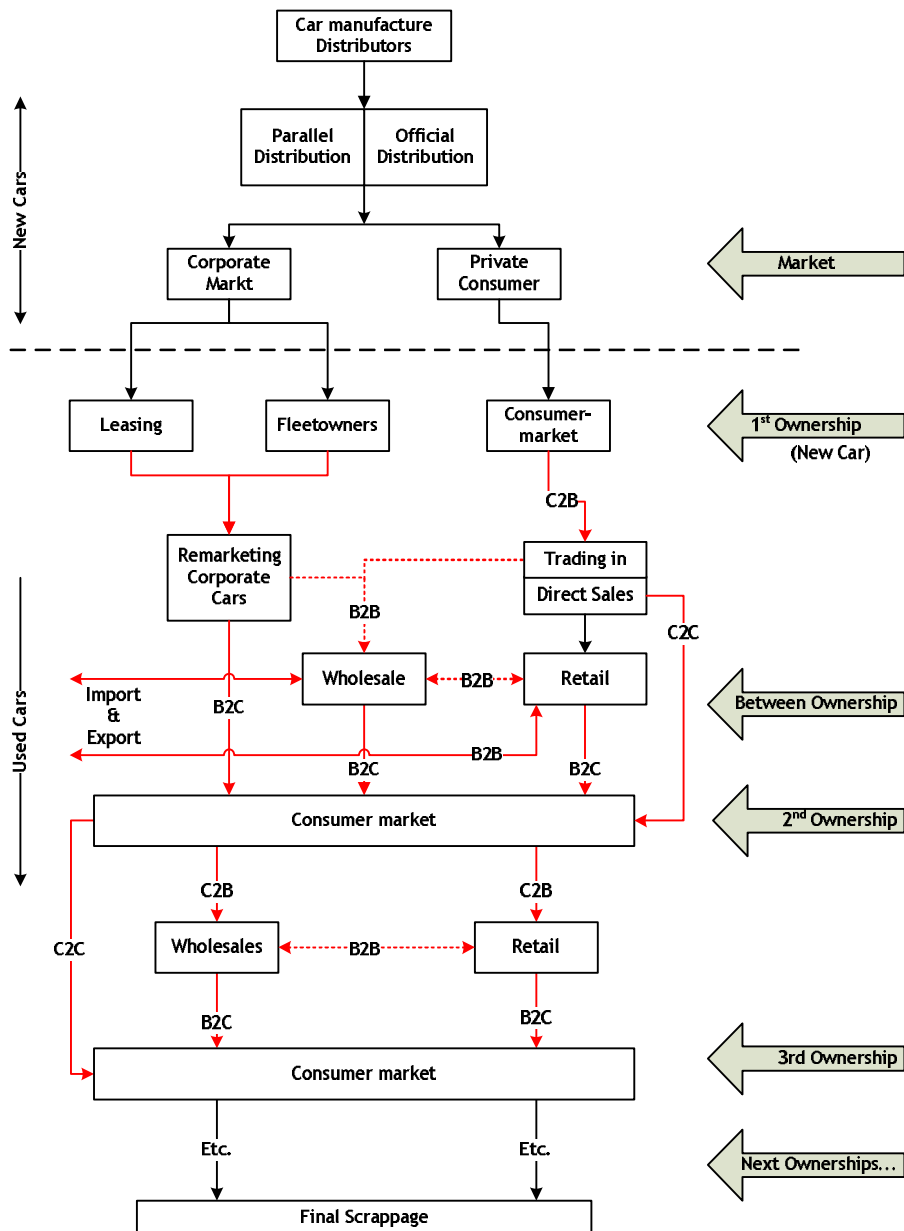 Car manufacture
Distributors
Parallel
Distribution
Official
Distribution
New Cars
Corporate
Markt
Private
Consumer
Market
Leasing
Fleetowners
Consumer-
market
1st Ownership
(New Car)
C2B
Remarketing
Corporate
Cars
Trading in
Direct Sales
B2B
C2C
Wholesale
B2B
Retail
Import
&
Export
B2C
Between Ownership
B2B
B2C
B2C
Used Cars
Consumer market
2nd Ownership
C2B
C2B
C2C
Wholesales
B2B
Retail
B2C
B2C
Consumer market
3rd Ownership
Etc.
Etc.
Next Ownerships...
Final Scrappage